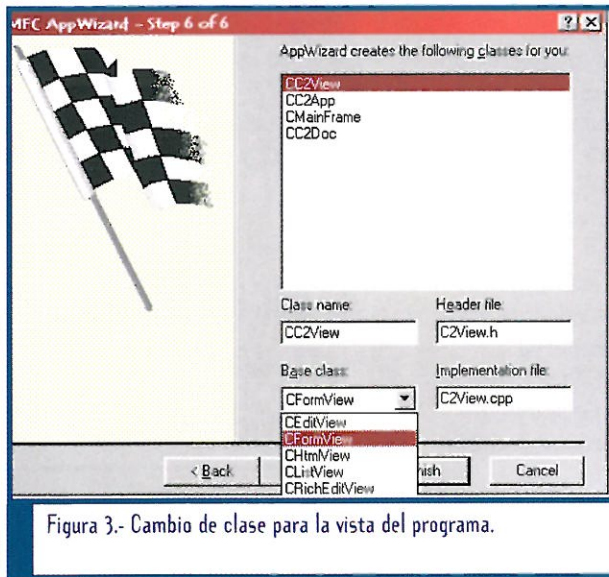 MFC AppWizard - Step 6 of 6
AppWizard creates the following classes for you:
CC2View
CC2App
CMainFrame
CC2Doc
Class name:
Header file:
CC2View
C2View.h
Base class:
Implementation file:
CFormView
C2View.cpp
CEditView
CFormView
CHtmlView
CListView
CRichEditView
< Back
nish
Cancel
Figura 3.- Cambio de clase para la vista del programa.